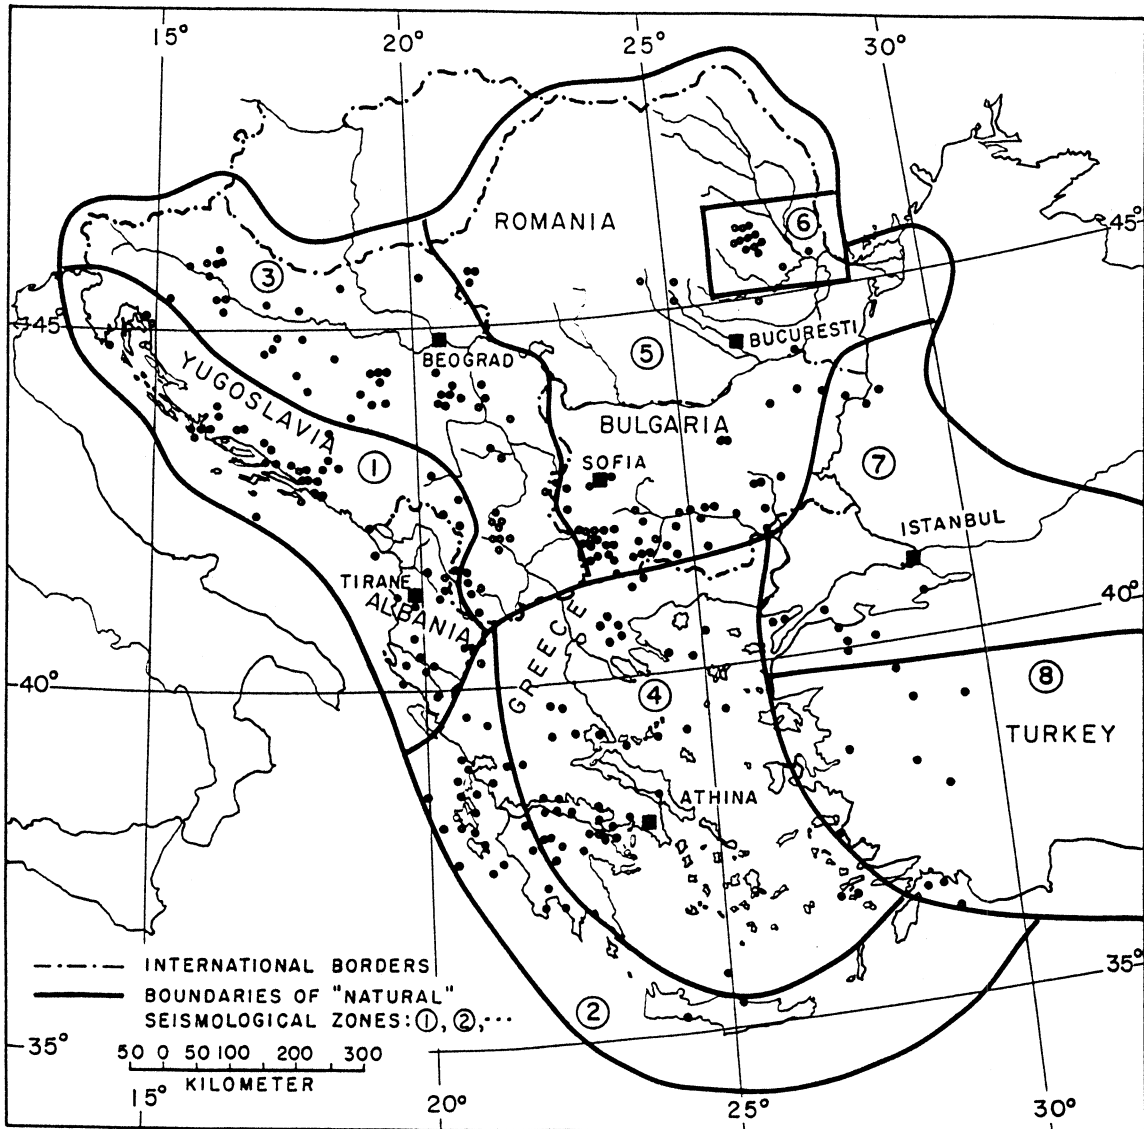 15° 20° 25° 30°
ROMANIA
45°
6
3
45°
BUCURESTI
BEOGRAD
5
YUGOSLAVIA
BULGARIA
SOFIA
1
7
ISTANBUL
TIRANE
ALBANIA
40°
GREECE
40°
4
8
TURKEY
ATHINA
INTERNATIONAL BORDERS
35°
BOUNDARIES OF "NATURAL"
SEISMOLOGICAL ZONES: 1, 2, ...
2
35°
50 0 50 100 200 300
KILOMETER
15° 20° 25° 30°